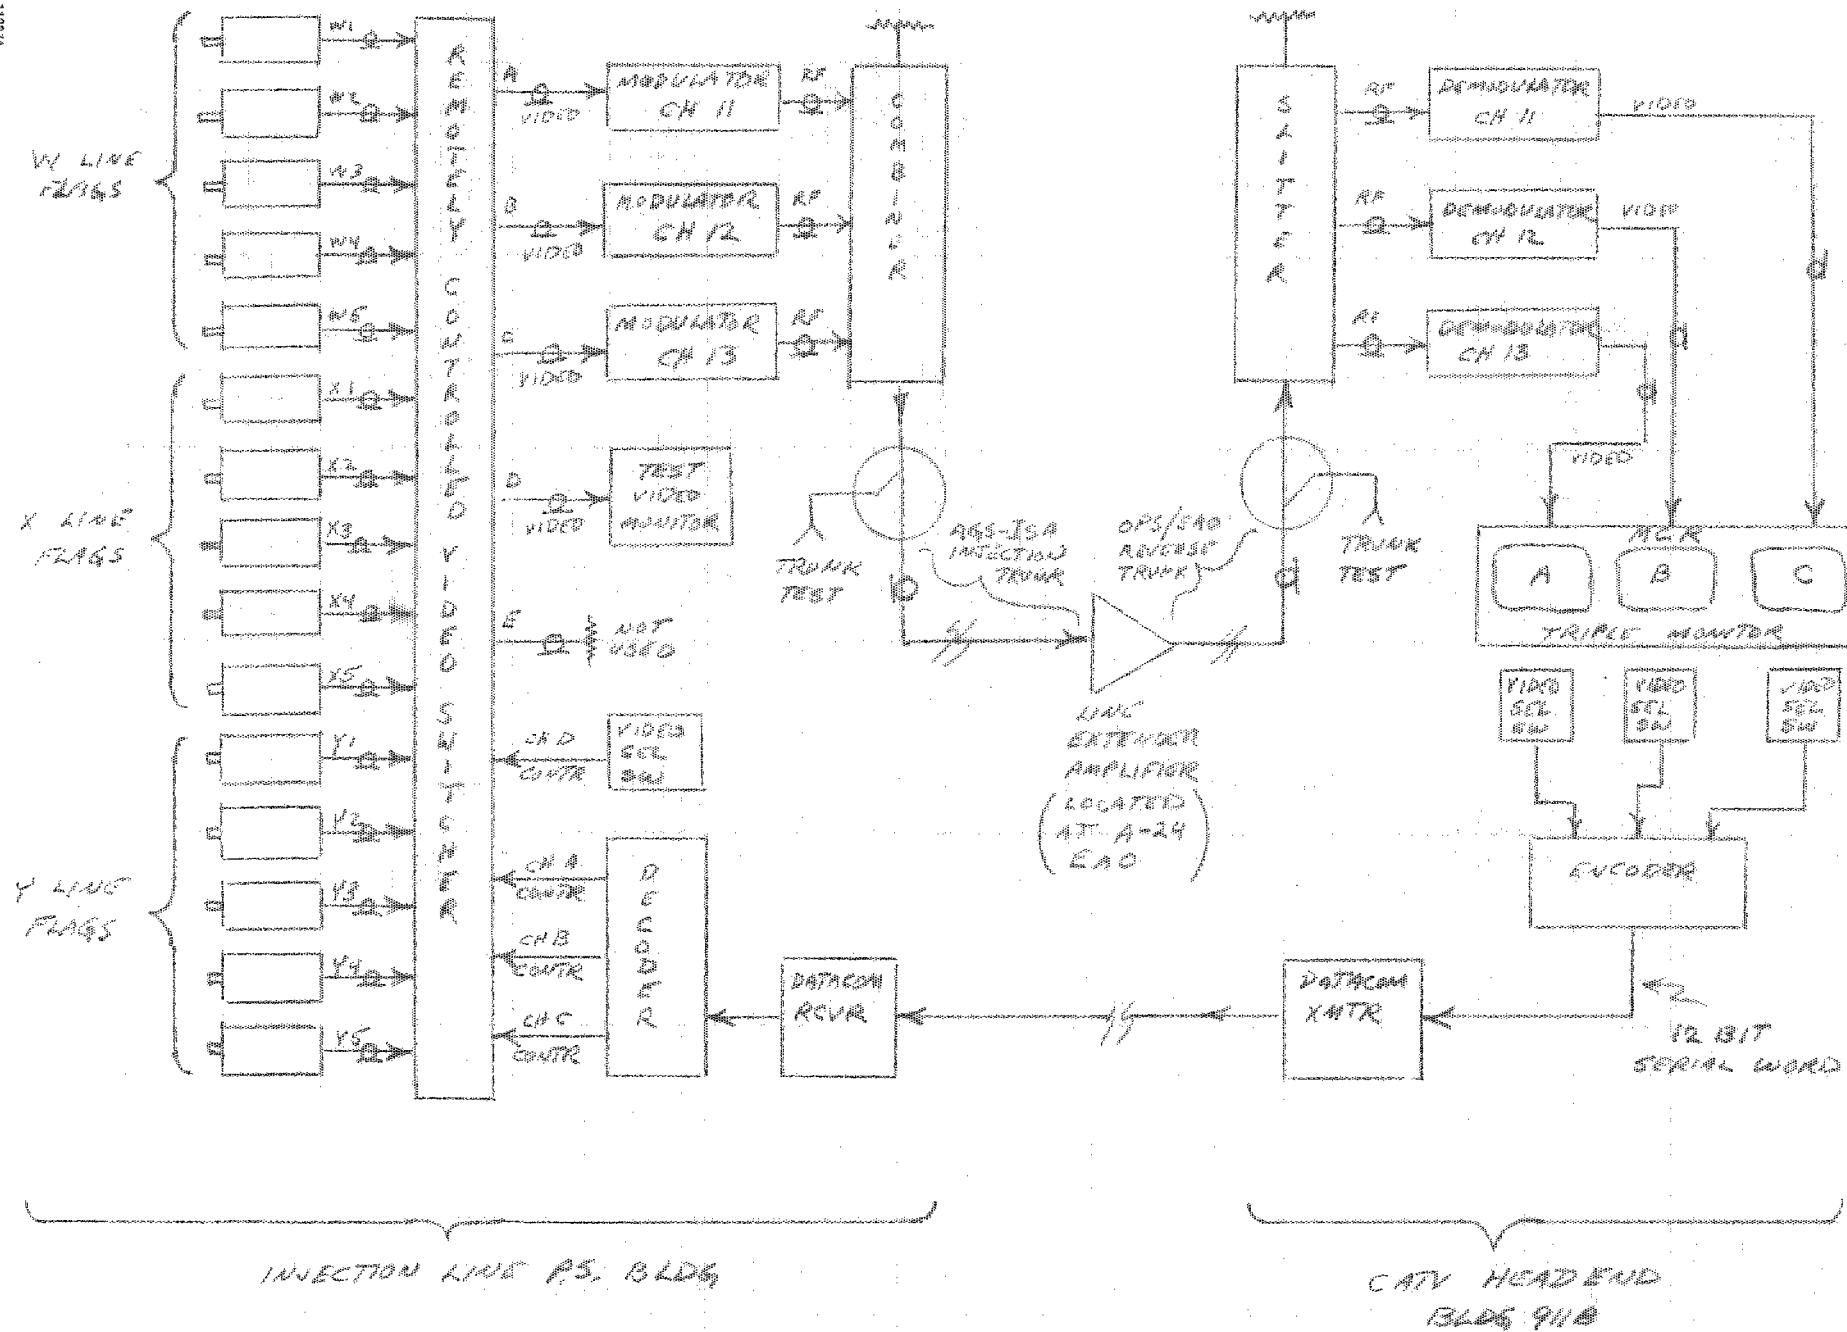 W LINE
FLAGS
X LINE
FLAGS
Y LINE
FLAGS
W1
W2
W3
W4
W5
X1
X2
X3
X4
X5
Y1
Y2
Y3
Y4
Y5
REMOTELY CONTROLLED VIDEO SWITCHER
A
VIDEO
MODULATOR
CH 11
RF
B
VIDEO
MODULATOR
CH 12
RF
C
VIDEO
MODULATOR
CH 13
RF
COMBINER
D
VIDEO
TEST
VIDEO
MONITOR
E
NOT
USED
CH D
CONTR
VIDEO
SEL
SW
CH A
CONTR
CH B
CONTR
CH C
CONTR
DECODER
DATACOM
RCVR
TRUNK
TEST
b
AGS-ISA
INJECTION
TRUNK
OPS/EAO
REVERSE
TRUNK
d
TRUNK
TEST
LINE
EXTENDER
AMPLIFIER
(LOCATED
AT A-24
EAO)
SLITTER
RF
DEMODULATOR
CH 11
VIDEO
d
RF
DEMODULATOR
CH 12
VIDEO
d
RF
DEMODULATOR
CH 13
d
VIDEO
MCR
A
B
C
TRIPLE MONITOR
VIDEO
SEL
SW
VIDEO
SEL
SW
VIDEO
SEL
SW
ENCODER
DATACOM
XMTR
12 BIT
SERIAL WORD
INJECTION LINE P.S. BLDG
CATV HEAD END
BLDG 911B